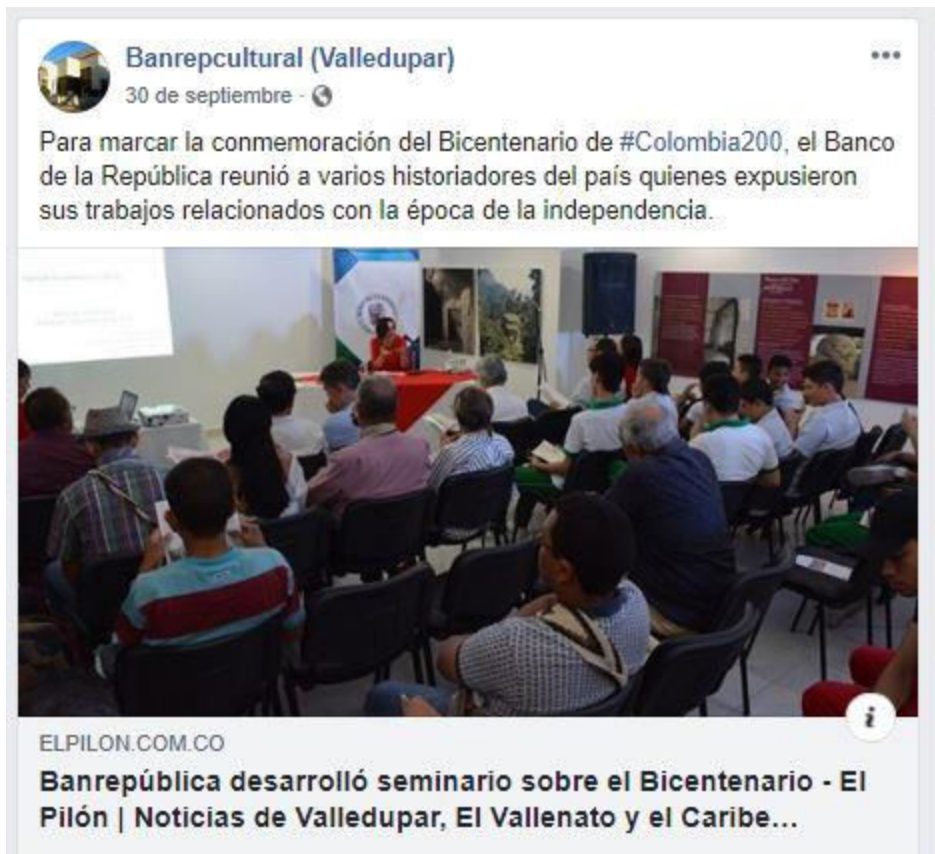 Banrepcultural (Valledupar)
30 de septiembre ·
Para marcar la conmemoración del Bicentenario de #Colombia200, el Banco
de la República reunió a varios historiadores del país quienes expusieron
sus trabajos relacionados con la época de la independencia.
ELPILON.COM.CO
Banrepública desarrolló seminario sobre el Bicentenario - El
Pilón | Noticias de Valledupar, El Vallenato y el Caribe...